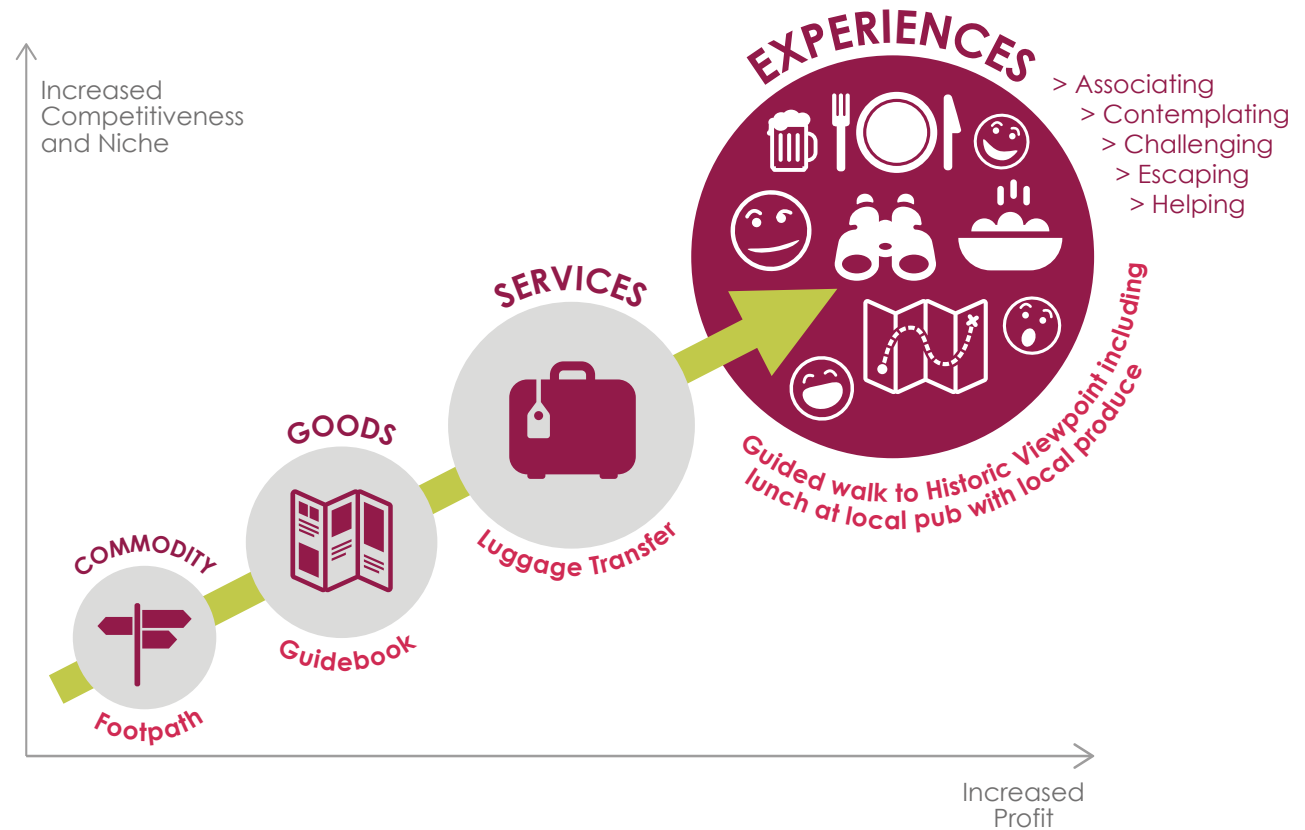 EXPERIENCES
Increased
Competitiveness
and Niche
> Associating
> Contemplating
> Challenging
> Escaping
> Helping
SERVICES
Guided walk to Historic Viewpoint including
lunch at local pub with local produce
GOODS
Luggage Transfer
COMMODITY
Guidebook
Footpath
Increased
Profit